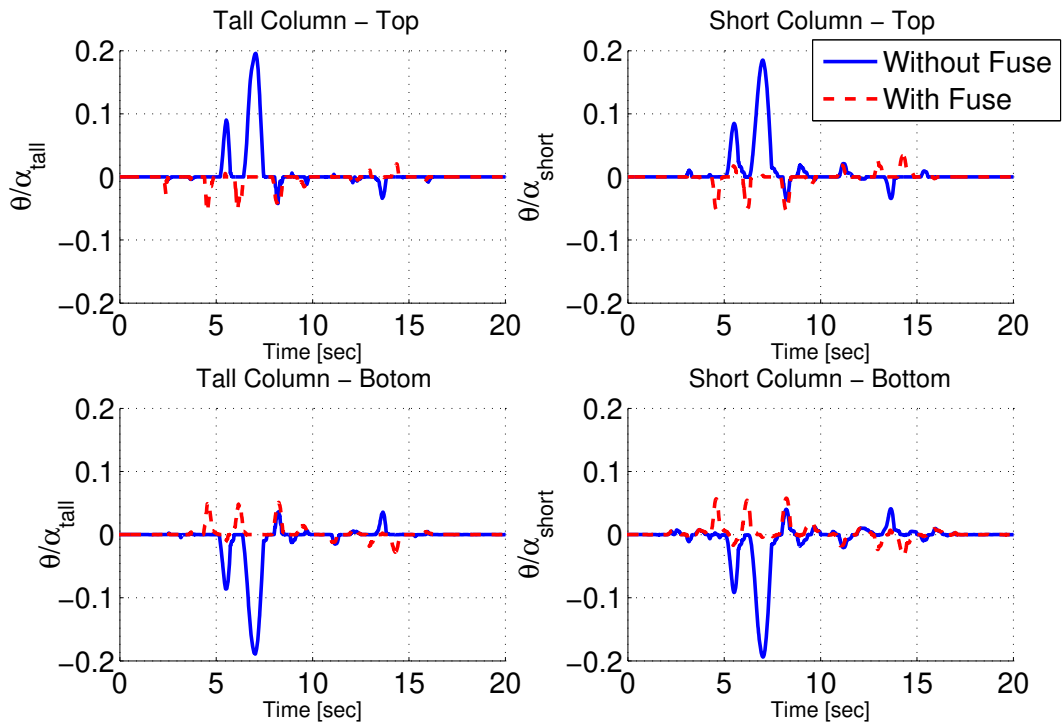 Tall Column − Top
0.2
0.1
0
−0.1
−0.2
θ/αtall
0
5
10
15
20
Time [sec]
Short Column − Top
Without Fuse
With Fuse
0.2
0.1
0
−0.1
−0.2
θ/αshort
0
5
10
15
20
Time [sec]
Tall Column − Botom
0.2
0.1
0
−0.1
−0.2
θ/αtall
0
5
10
15
20
Time [sec]
Short Column − Bottom
0.2
0.1
0
−0.1
−0.2
θ/αshort
0
5
10
15
20
Time [sec]